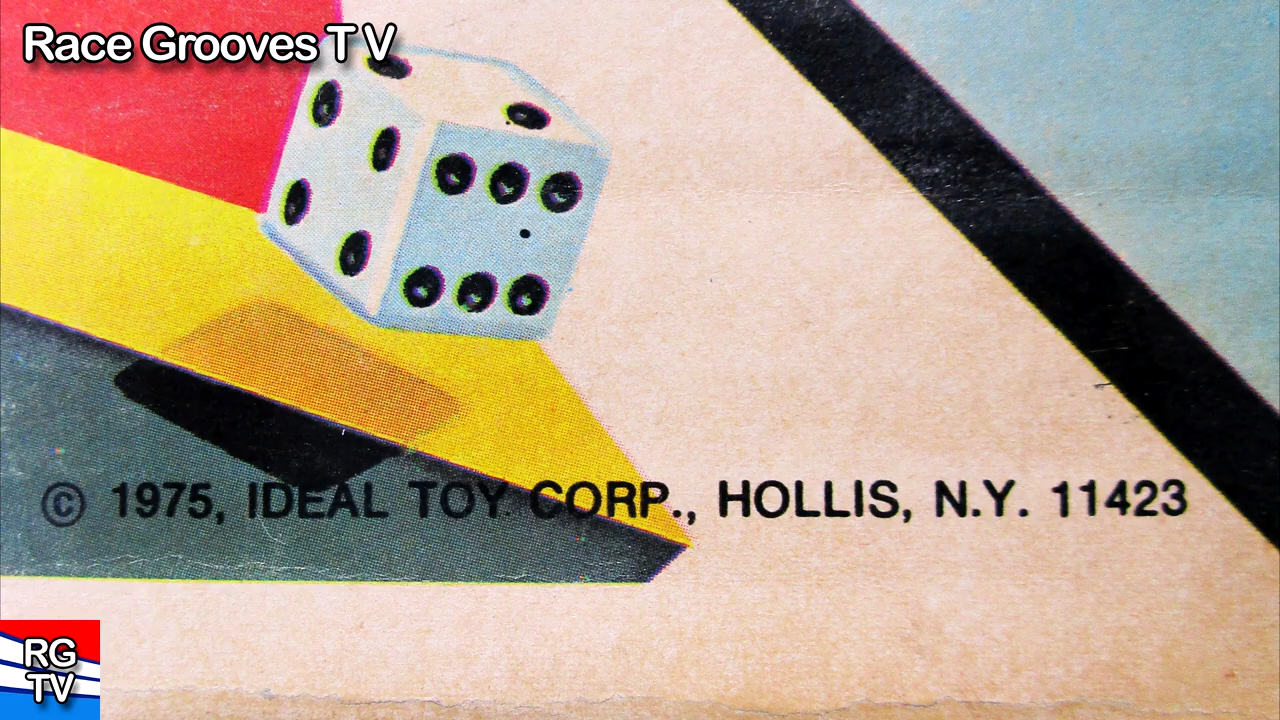 Race Grooves T V
© 1975, IDEAL TOY CORP., HOLLIS, N.Y. 11423
RG
TV